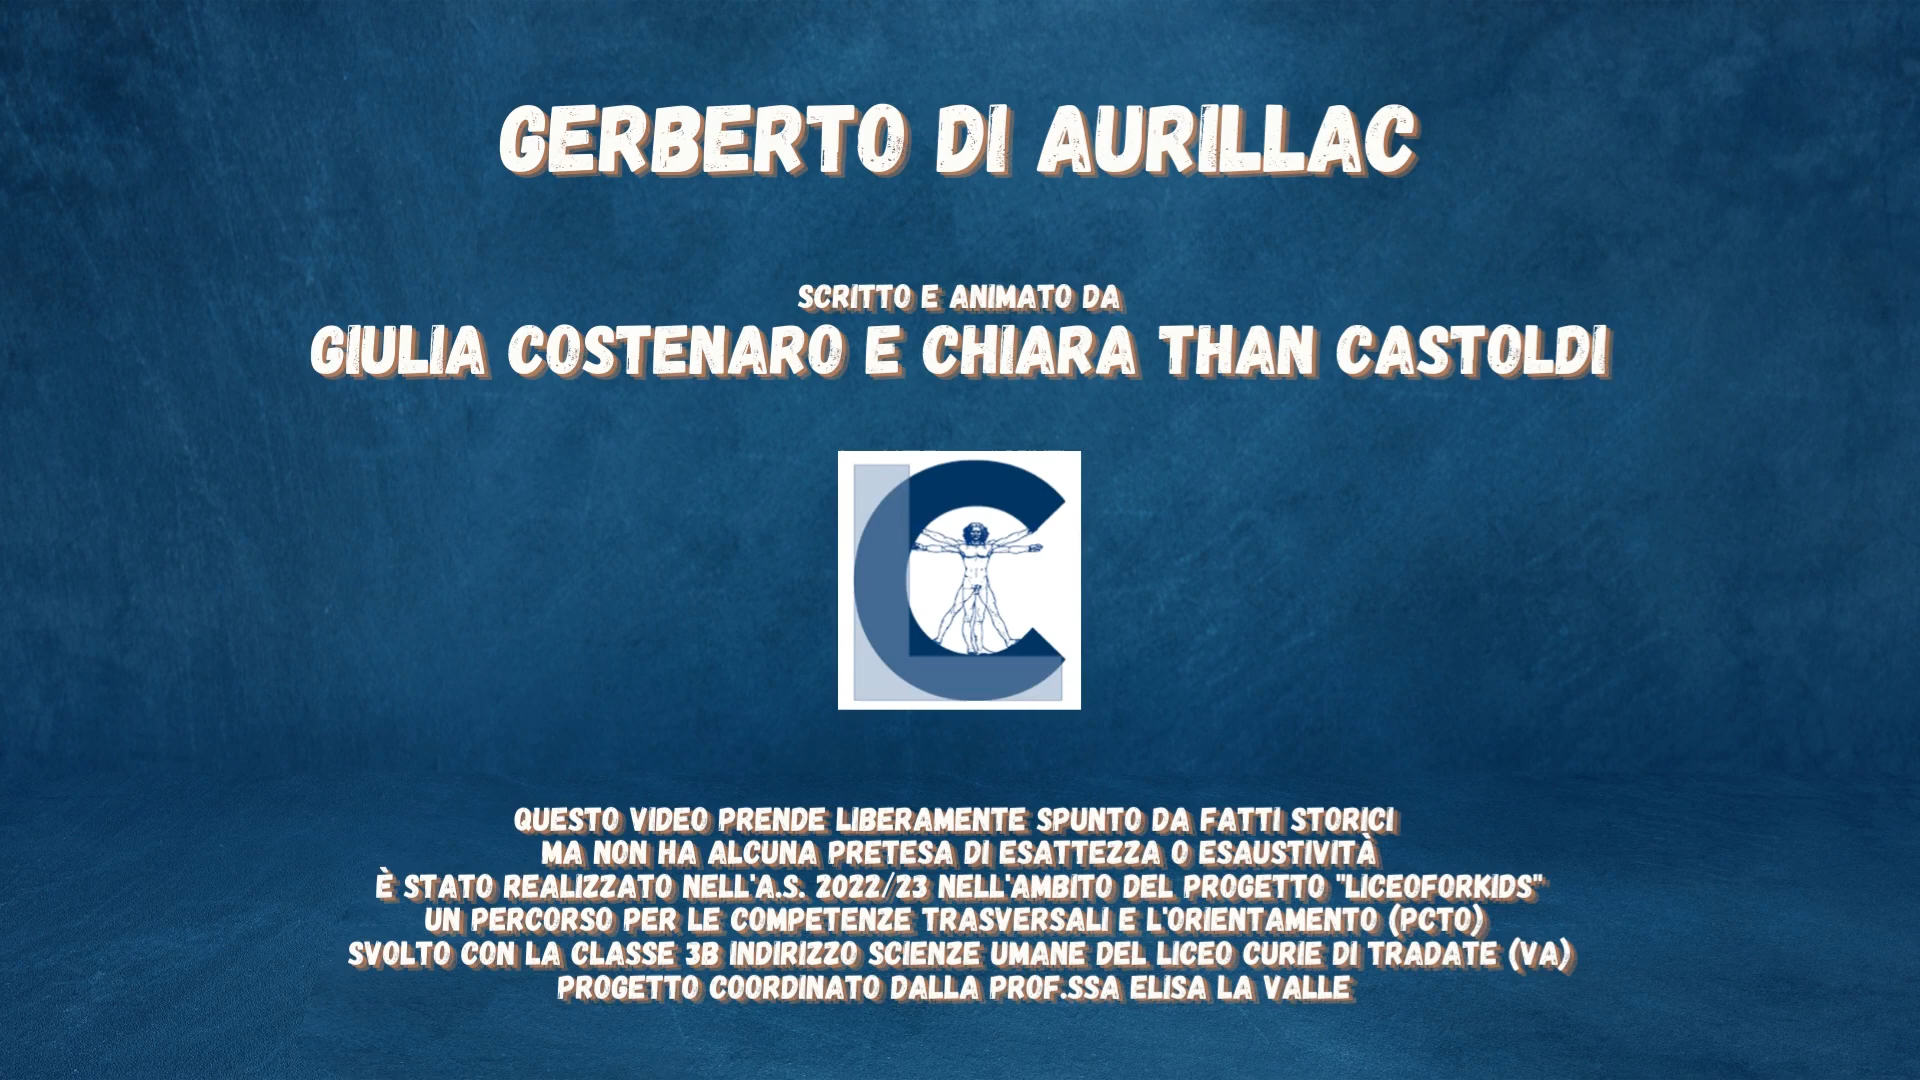 GERBERTO DI AURILLAC
SCRITTO E ANIMATO DA
GIULIA COSTENARO E CHIARA THAN CASTOLDI
LC
QUESTO VIDEO PRENDE LIBERAMENTE SPUNTO DA FATTI STORICI
MA NON HA ALCUNA PRETESA DI ESATTEZZA O ESAUSTIVITÀ
È STATO REALIZZATO NELL'A.S. 2022/23 NELL'AMBITO DEL PROGETTO "LICEOFORKIDS"
UN PERCORSO PER LE COMPETENZE TRASVERSALI E L'ORIENTAMENTO (PCTO)
SVOLTO CON LA CLASSE 3B INDIRIZZO SCIENZE UMANE DEL LICEO CURIE DI TRADATE (VA)
PROGETTO COORDINATO DALLA PROF.SSA ELISA LA VALLE